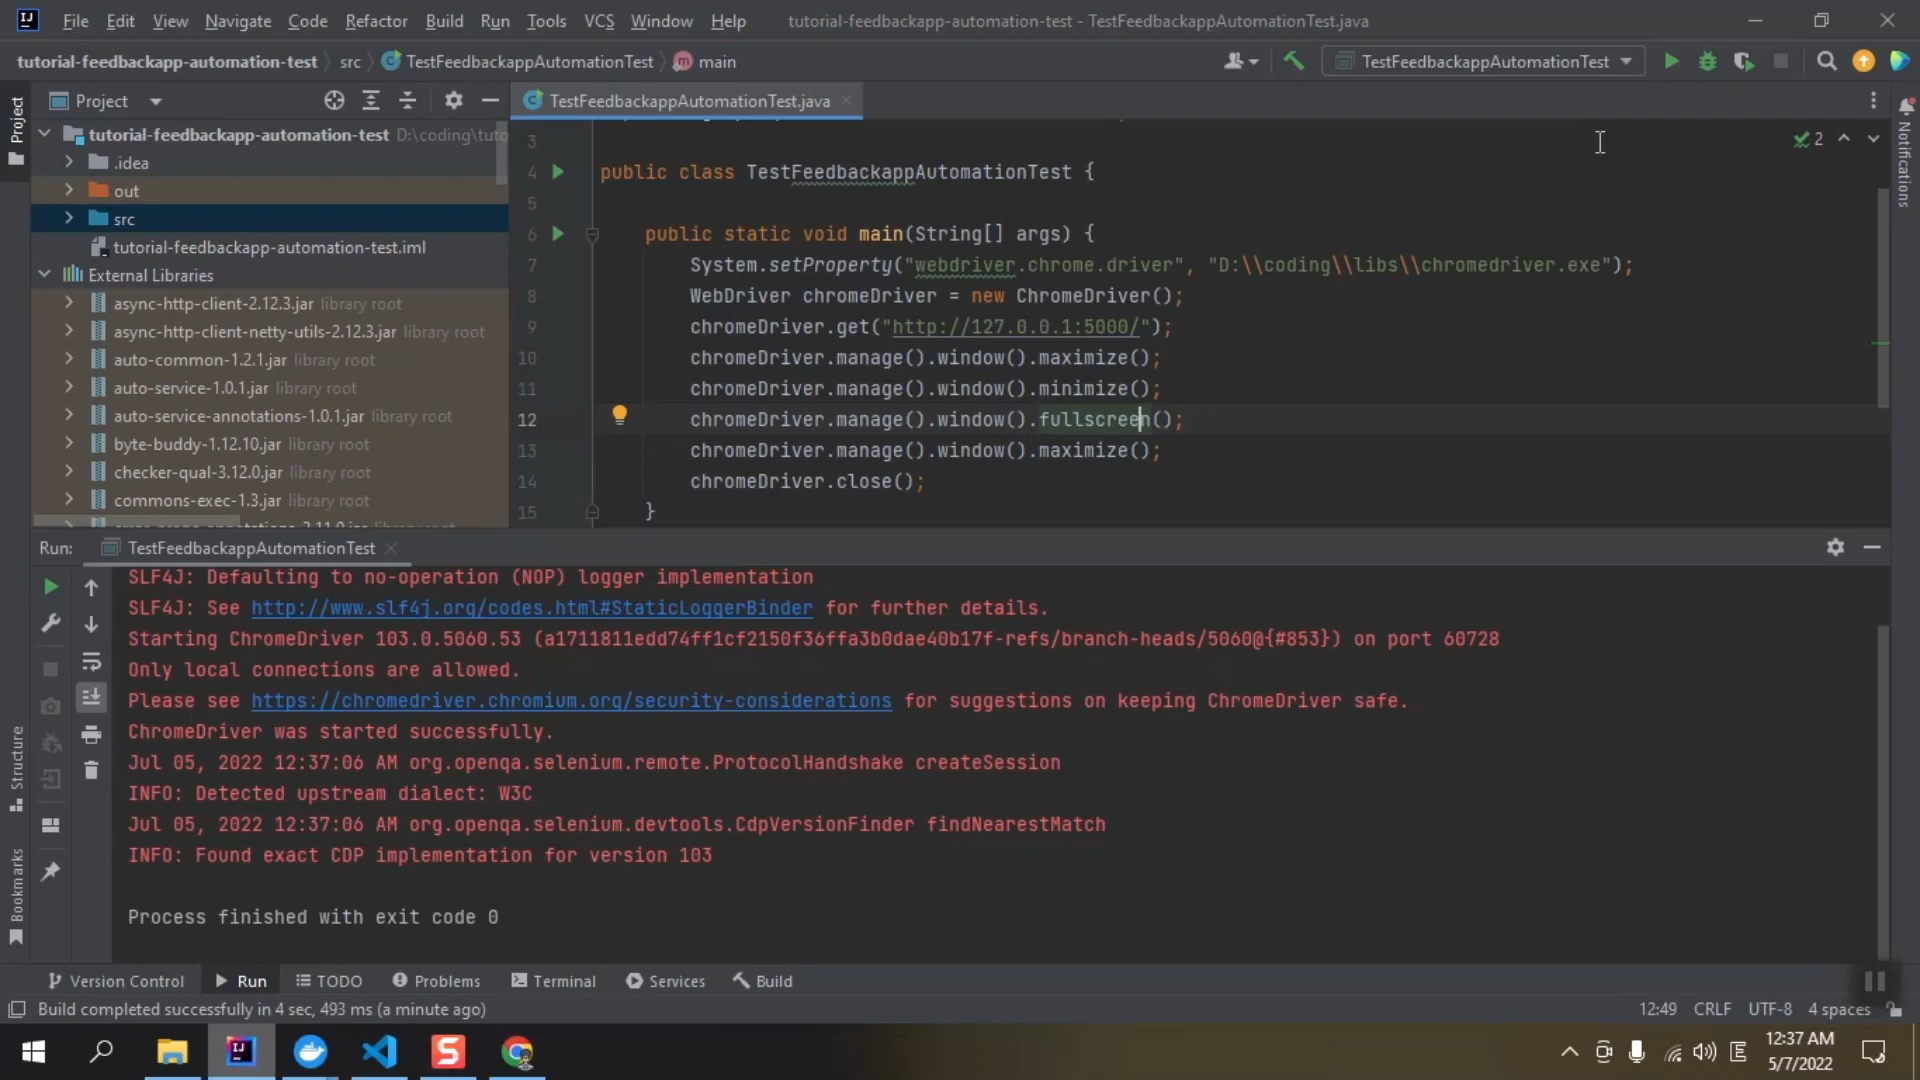 IJ File Edit View Navigate Code Refactor Build Run Tools VCS Window Help tutorial-feedbackapp-automation-test - TestFeedbackappAutomationTest.java
tutorial-feedbackapp-automation-test src TestFeedbackappAutomationTest m main TestFeedbackappAutomationTest
Project
Project TestFeedbackappAutomationTest.java
Notifications
tutorial-feedbackapp-automation-test D:\coding\tuto
.idea
out
src
tutorial-feedbackapp-automation-test.iml
External Libraries
async-http-client-2.12.3.jar library root
async-http-client-netty-utils-2.12.3.jar library root
auto-common-1.2.1.jar library root
auto-service-1.0.1.jar library root
auto-service-annotations-1.0.1.jar library root
byte-buddy-1.12.10.jar library root
checker-qual-3.12.0.jar library root
commons-exec-1.3.jar library root
2
3
4 public class TestFeedbackappAutomationTest {
5
6 public static void main(String[] args) {
7 System.setProperty("webdriver.chrome.driver", "D:\\coding\\libs\\chromedriver.exe");
8 WebDriver chromeDriver = new ChromeDriver();
9 chromeDriver.get("http://127.0.0.1:5000/");
10 chromeDriver.manage().window().maximize();
11 chromeDriver.manage().window().minimize();
12 chromeDriver.manage().window().fullscreen();
13 chromeDriver.manage().window().maximize();
14 chromeDriver.close();
15 }
Run: TestFeedbackappAutomationTest
SLF4J: Defaulting to no-operation (NOP) logger implementation
SLF4J: See http://www.slf4j.org/codes.html#StaticLoggerBinder for further details.
Starting ChromeDriver 103.0.5060.53 (a1711811edd74ff1cf2150f36ffa3b0dae40b17f-refs/branch-heads/5060@{#853}) on port 60728
Only local connections are allowed.
Please see https://chromedriver.chromium.org/security-considerations for suggestions on keeping ChromeDriver safe.
ChromeDriver was started successfully.
Jul 05, 2022 12:37:06 AM org.openqa.selenium.remote.ProtocolHandshake createSession
INFO: Detected upstream dialect: W3C
Jul 05, 2022 12:37:06 AM org.openqa.selenium.devtools.CdpVersionFinder findNearestMatch
INFO: Found exact CDP implementation for version 103
Process finished with exit code 0
Structure
Bookmarks
Version Control Run TODO Problems Terminal Services Build
Build completed successfully in 4 sec, 493 ms (a minute ago) 12:49 CRLF UTF-8 4 spaces
IJ S E 12:37 AM
5/7/2022